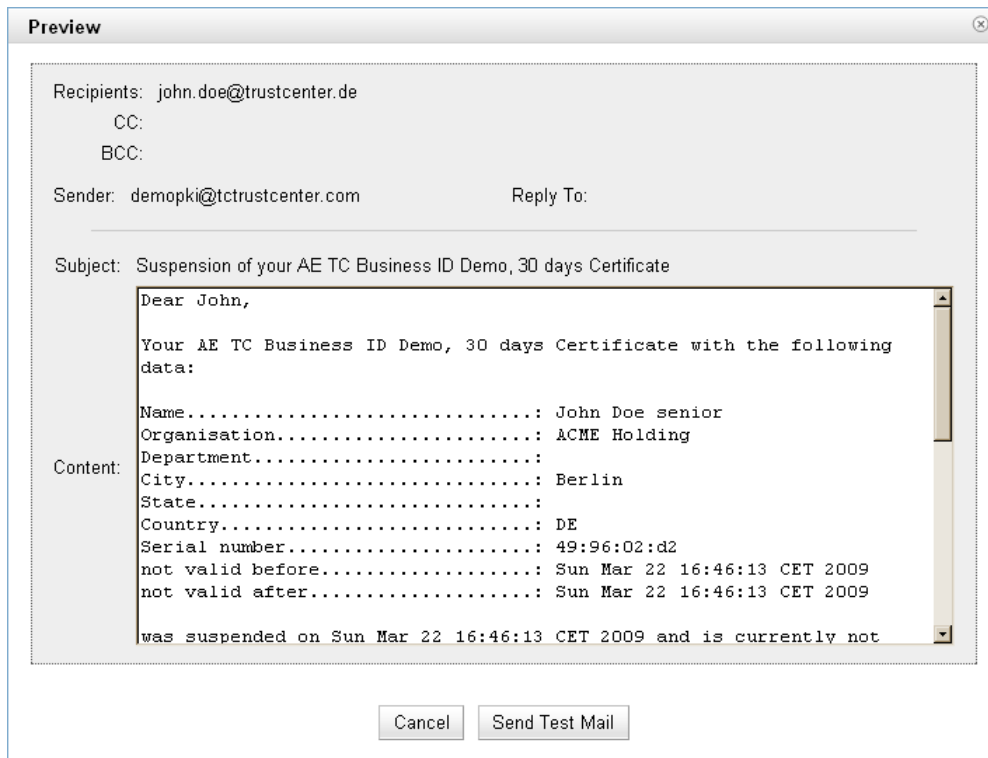 Preview
Recipients: john.doe@trustcenter.de
CC:
BCC:
Sender: demopki@tctrustcenter.com Reply To:
Subject: Suspension of your AE TC Business ID Demo, 30 days Certificate
Content:
Dear John,
Your AE TC Business ID Demo, 30 days Certificate with the following
data:
Name...............................: John Doe senior
Organisation.......................: ACME Holding
Department.........................:
City...............................: Berlin
State..............................:
Country............................: DE
Serial number......................: 49:96:02:d2
not valid before...................: Sun Mar 22 16:46:13 CET 2009
not valid after....................: Sun Mar 22 16:46:13 CET 2009
was suspended on Sun Mar 22 16:46:13 CET 2009 and is currently not
Cancel Send Test Mail